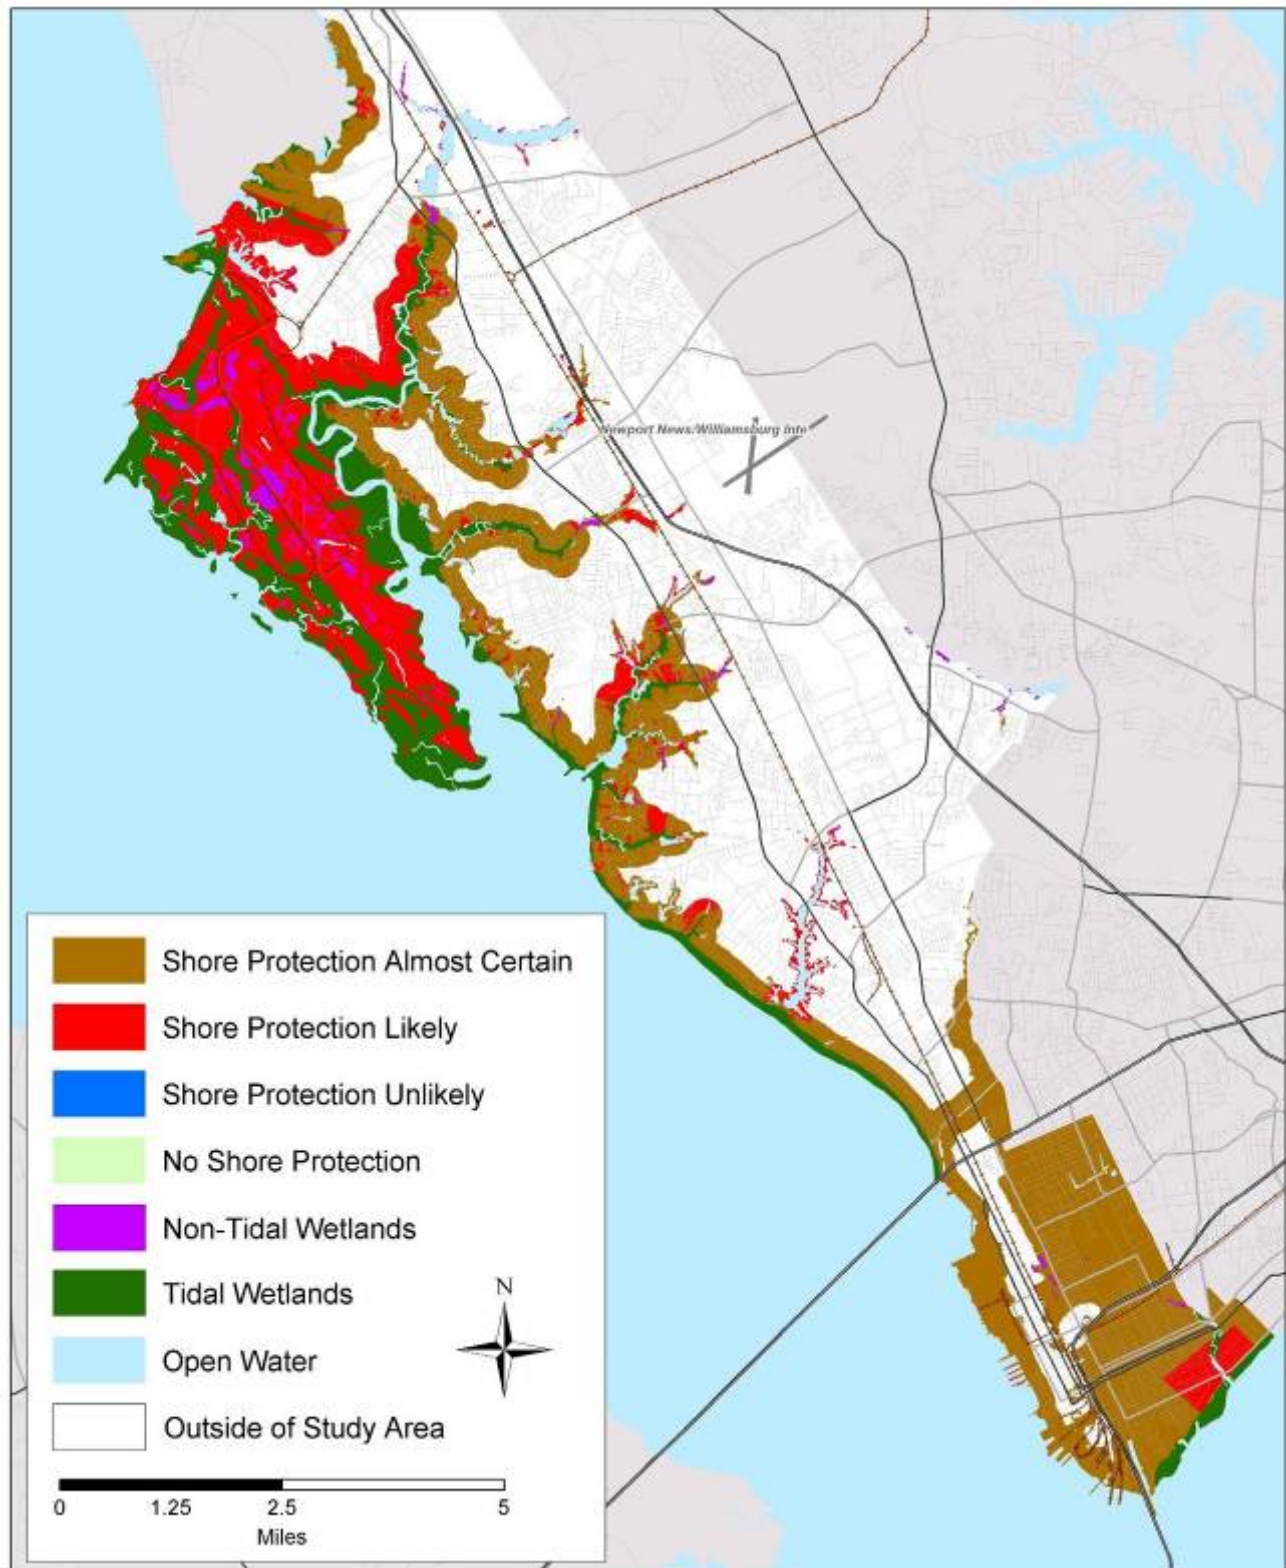 Newport News/Williamsburg Inte
Shore Protection Almost Certain
Shore Protection Likely
Shore Protection Unlikely
No Shore Protection
Non-Tidal Wetlands
Tidal Wetlands
N
Open Water
Outside of Study Area
0 1.25 2.5 5
Miles